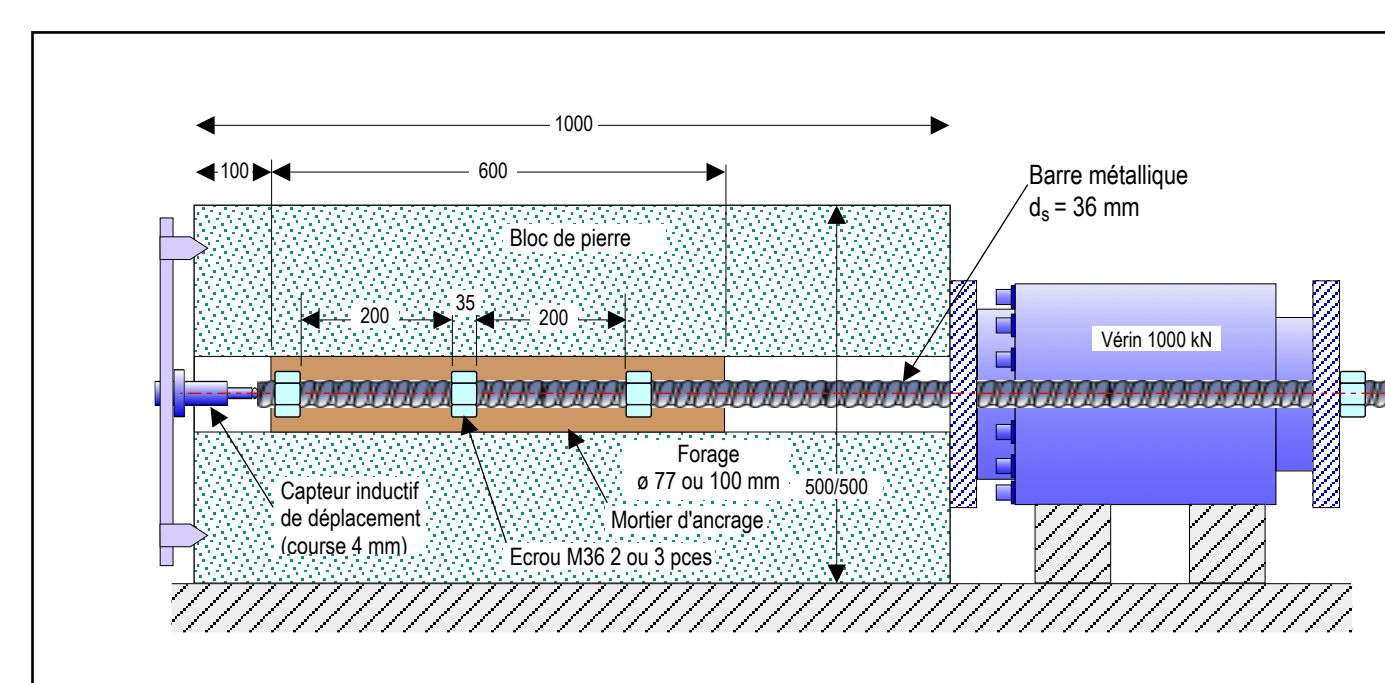 1000
100
600
Barre métallique
ds = 36 mm
Bloc de pierre
200
35
200
Vérin 1000 kN
Forage
ø 77 ou 100 mm
500/500
Capteur inductif
de déplacement
(course 4 mm)
Mortier d'ancrage
Ecrou M36 2 ou 3 pces